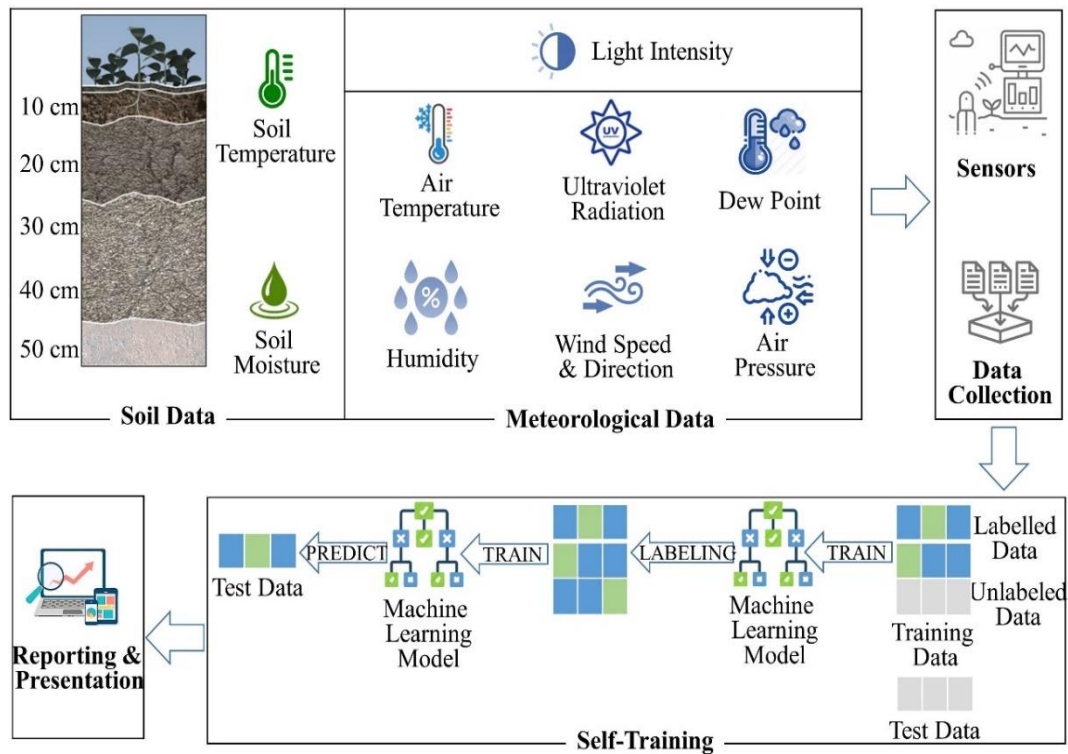 10 cm
20 cm
30 cm
40 cm
50 cm
Soil
Temperature
Soil
Moisture
Soil Data
Light Intensity
Air
Temperature
UV
Ultraviolet
Radiation
Dew Point
%
Humidity
Wind Speed
& Direction
Air
Pressure
Meteorological Data
Sensors
Data
Collection
Labelled
Data
Unlabeled
Data
Training
Data
Test Data
TRAIN
Machine
Learning
Model
LABELING
TRAIN
Machine
Learning
Model
PREDICT
Test Data
Self-Training
Reporting &
Presentation